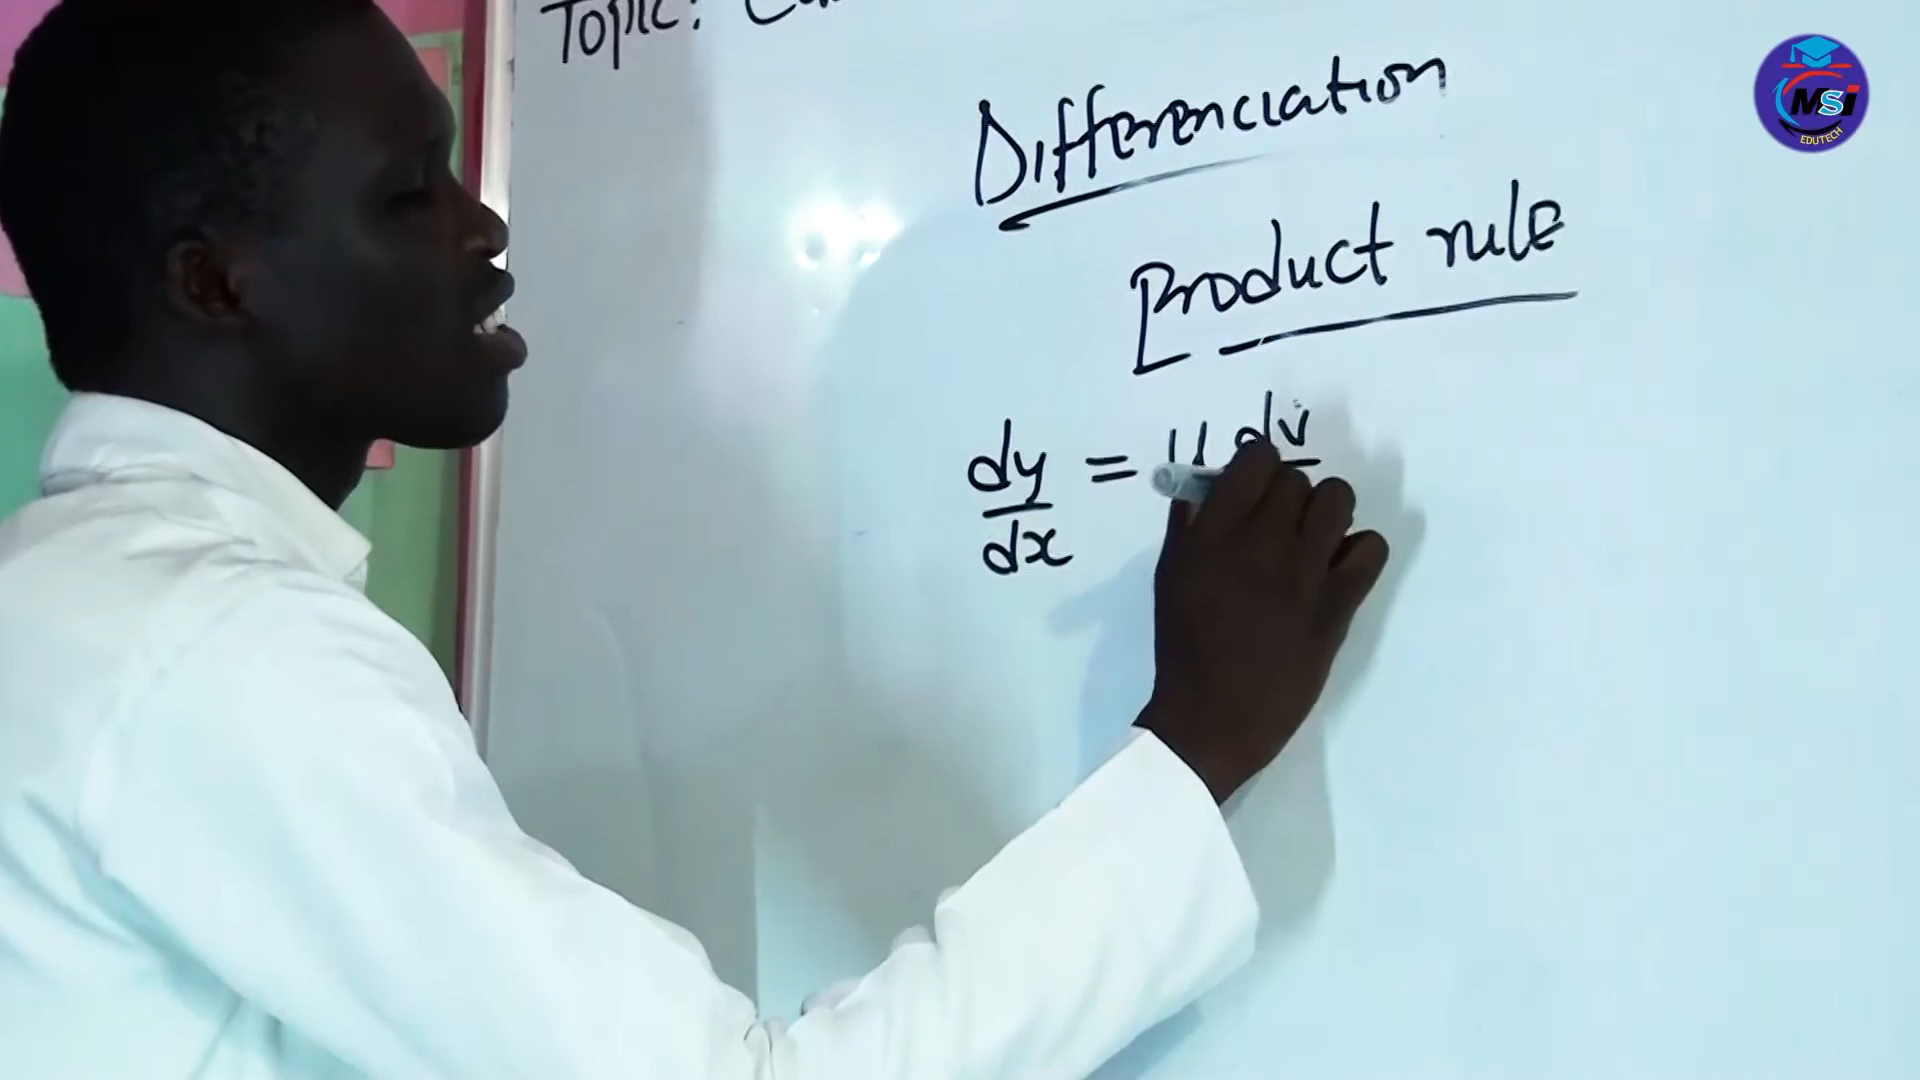 Topic:
Differenciation
Product rule
dy/dx = u dv
MSi
EDUTECH